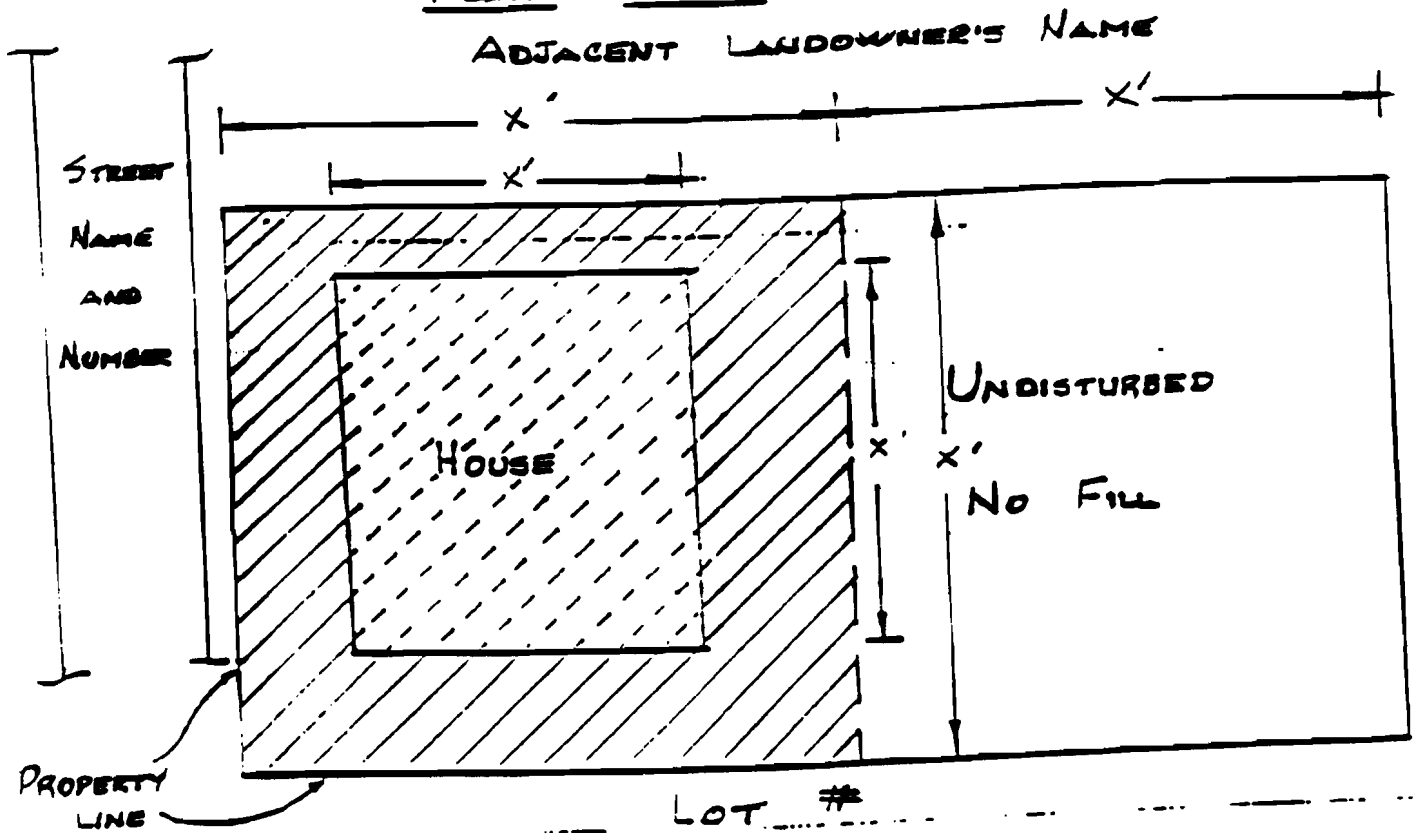 ADJACENT LANDOWNER'S NAME
X'
X'
X'
STREET
NAME
AND
NUMBER
UNDISTURBED
HOUSE
X'
X'
NO FILL
PROPERTY
LINE
LOT #